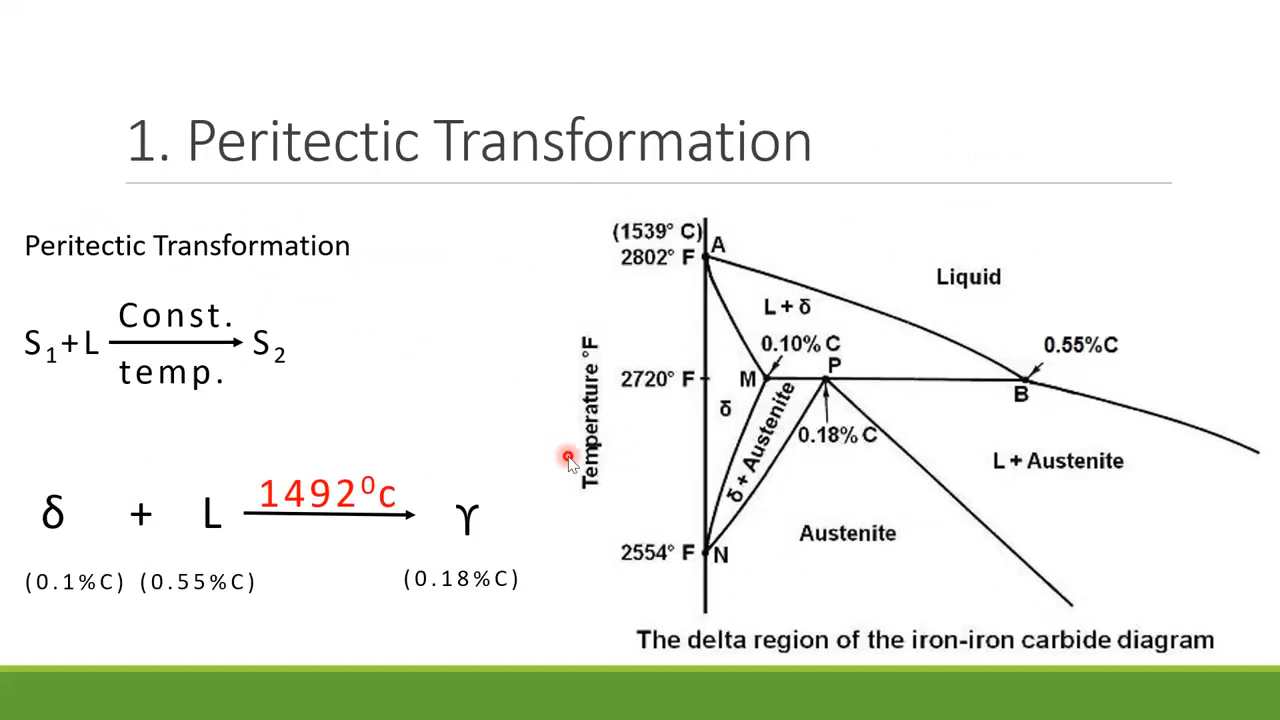 1. Peritectic Transformation
Peritectic Transformation
S₁+L Const. temp. S₂
δ + L 1492⁰c ɤ
(0.1%C) (0.55%C) (0.18%C)
(1539° C)
2802° F
A
Liquid
L + δ
0.10% C
0.55%C
2720° F
M
P
B
δ
δ + Austenite
0.18% C
Temperature °F
L + Austenite
Austenite
2554° F
N
The delta region of the iron-iron carbide diagram